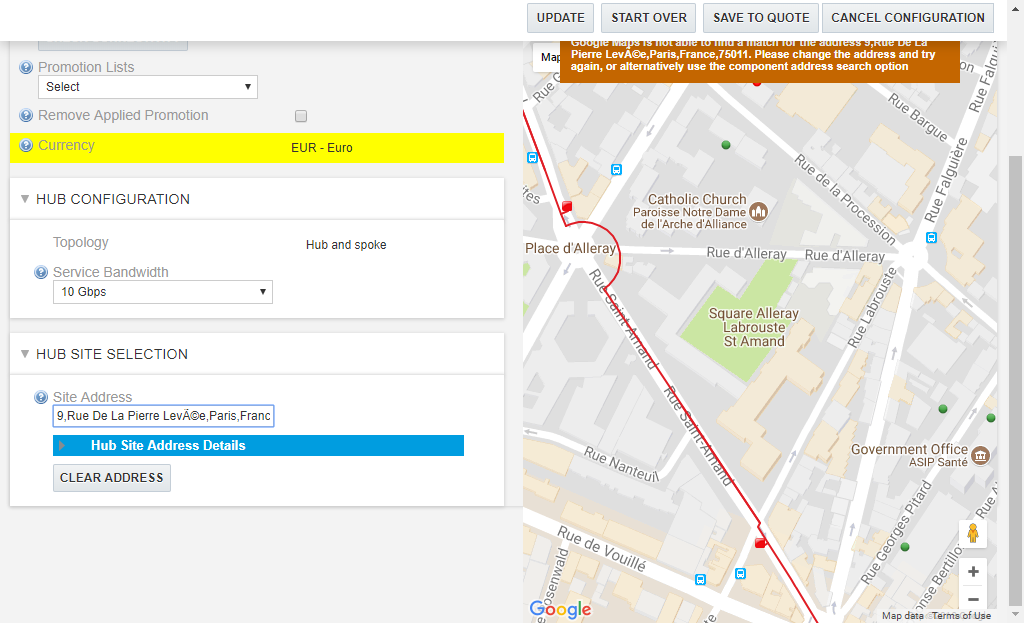 UPDATE
START OVER
SAVE TO QUOTE
CANCEL CONFIGURATION
Promotion Lists
Select
Remove Applied Promotion
Currency
EUR - Euro
HUB CONFIGURATION
Topology
Hub and spoke
Service Bandwidth
10 Gbps
HUB SITE SELECTION
Site Address
9,Rue De La Pierre LevÃ©e,Paris,Franc
Hub Site Address Details
CLEAR ADDRESS
Map
Google Maps is not able to find a match for the address 9,Rue De La
Pierre LevÃ©e,Paris,France,75011. Please change the address and try
again, or alternatively use the component address search option
Rue Bargue
Rue Falguière
Rue de la Procession
Rue Falguière
Catholic Church
Paroisse Notre Dame
de l'Arche d'Alliance
Place d'Alleray
Rue d'Alleray
Rue d'Alleray
Rue Saint-Amand
Rue Labrouste
Square Alleray
Labrouste
St Amand
Rue Saint-Amand
Rue Nanteuil
Government Office
ASIP Santé
Rue Georges Pitard
Rue de Vouillé
Rosenwald
onse Bertillon
Google
Map data
Terms of Use